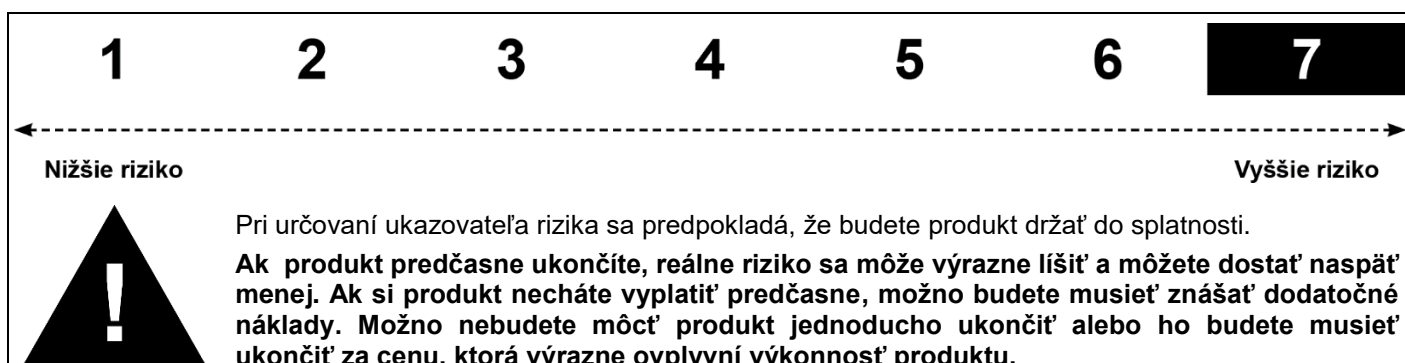 1 2 3 4 5 6 7
Nižšie riziko Vyššie riziko
Pri určovaní ukazovateľa rizika sa predpokladá, že budete produkt držať do splatnosti.
! Ak produkt predčasne ukončíte, reálne riziko sa môže výrazne líšiť a môžete dostať naspäť
menej. Ak si produkt necháte vyplatiť predčasne, možno budete musieť znášať dodatočné
náklady. Možno nebudete môcť produkt jednoducho ukončiť alebo ho budete musieť
ukončiť za cenu, ktorá výrazne ovplyvní výkonnosť produktu.